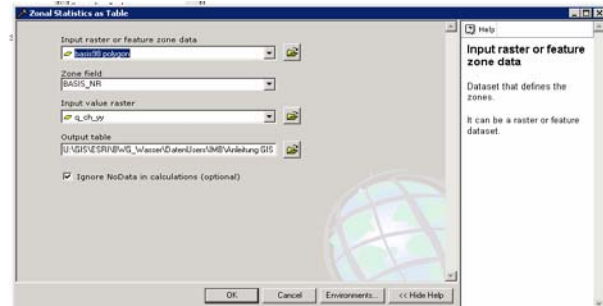 Zonal Statistics as Table
Input raster or feature zone data
basis98 polygon
Zone field
BASIS_NR
Input value raster
q_ch_yy
Output table
U:\GIS\ESRI\BWG_Wasser\DatenUsers\IMB\Anleitung GIS
Ignore NoData in calculations (optional)
OK
Cancel
Environments...
<< Hide Help
Help
Input raster or feature
zone data
Dataset that defines the
zones.
It can be a raster or feature
dataset.